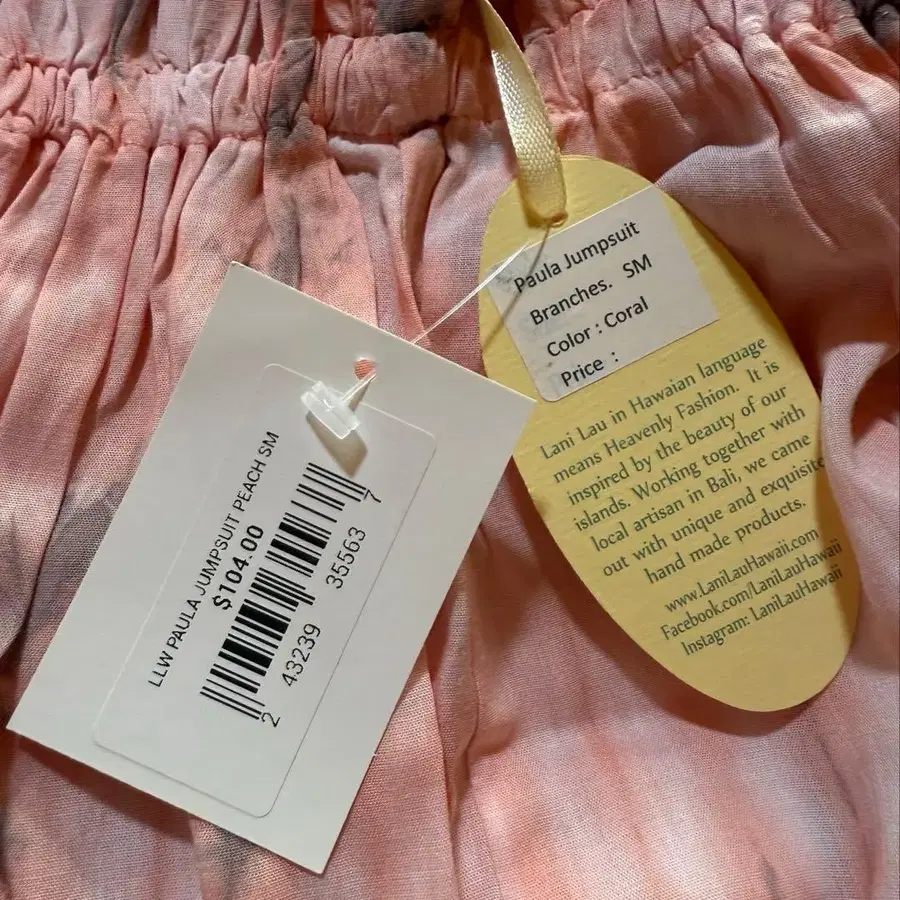 Paula Jumpsuit
Branches. SM
Color : Coral
Price :
Lani Lau in Hawaiian language
means Heavenly Fashion. It is
inspired by the beauty of our
islands. Working together with
local artisan in Bali, we came
out with unique and exquisite
hand made products.
www.LaniLauHawaii.com
Facebook.com/LaniLauHawaii
Instagram: LaniLauHawaii
LLW PAULA JUMPSUIT PEACH SM
$104.00
2 43239 35563 7